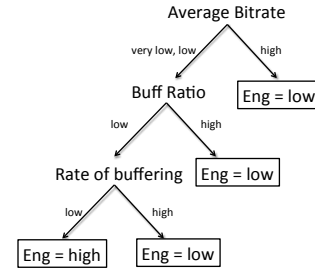 Average Bitrate
very low, low
high
Buff Ratio
Eng = low
low
high
Rate of buffering
Eng = low
low
high
Eng = high
Eng = low